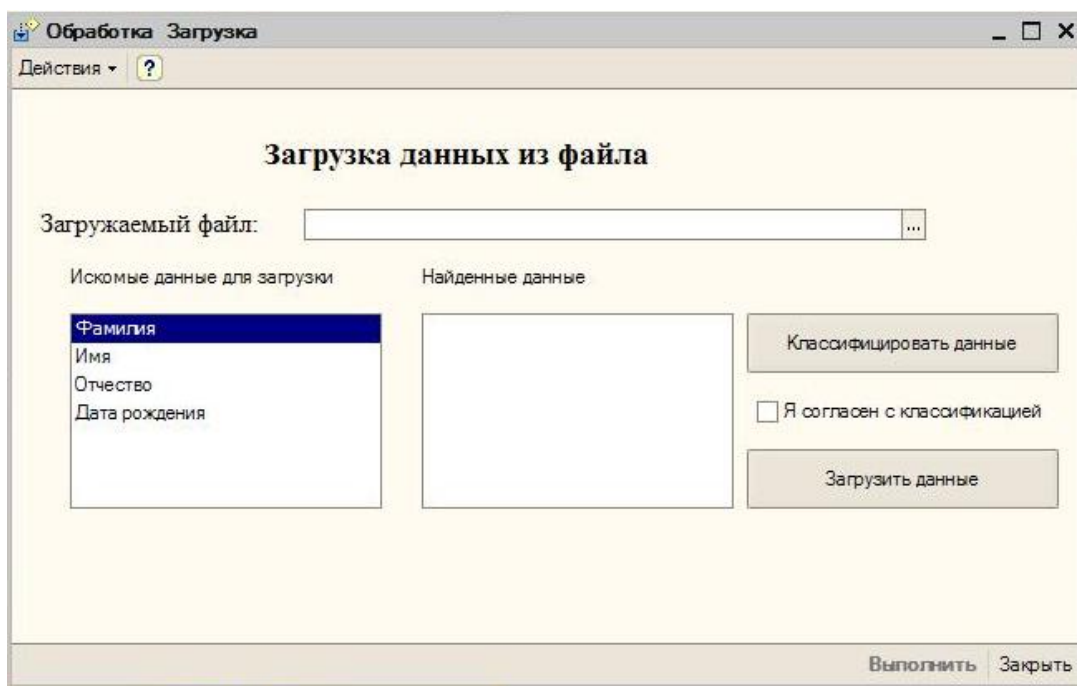 Обработка Загрузка
Действия ?
Загрузка данных из файла
Загружаемый файл: ...
Искомые данные для загрузки Найденные данные
Фамилия
Имя
Отчество
Дата рождения
Классифицировать данные
Я согласен с классификацией
Загрузить данные
Выполнить Закрыть